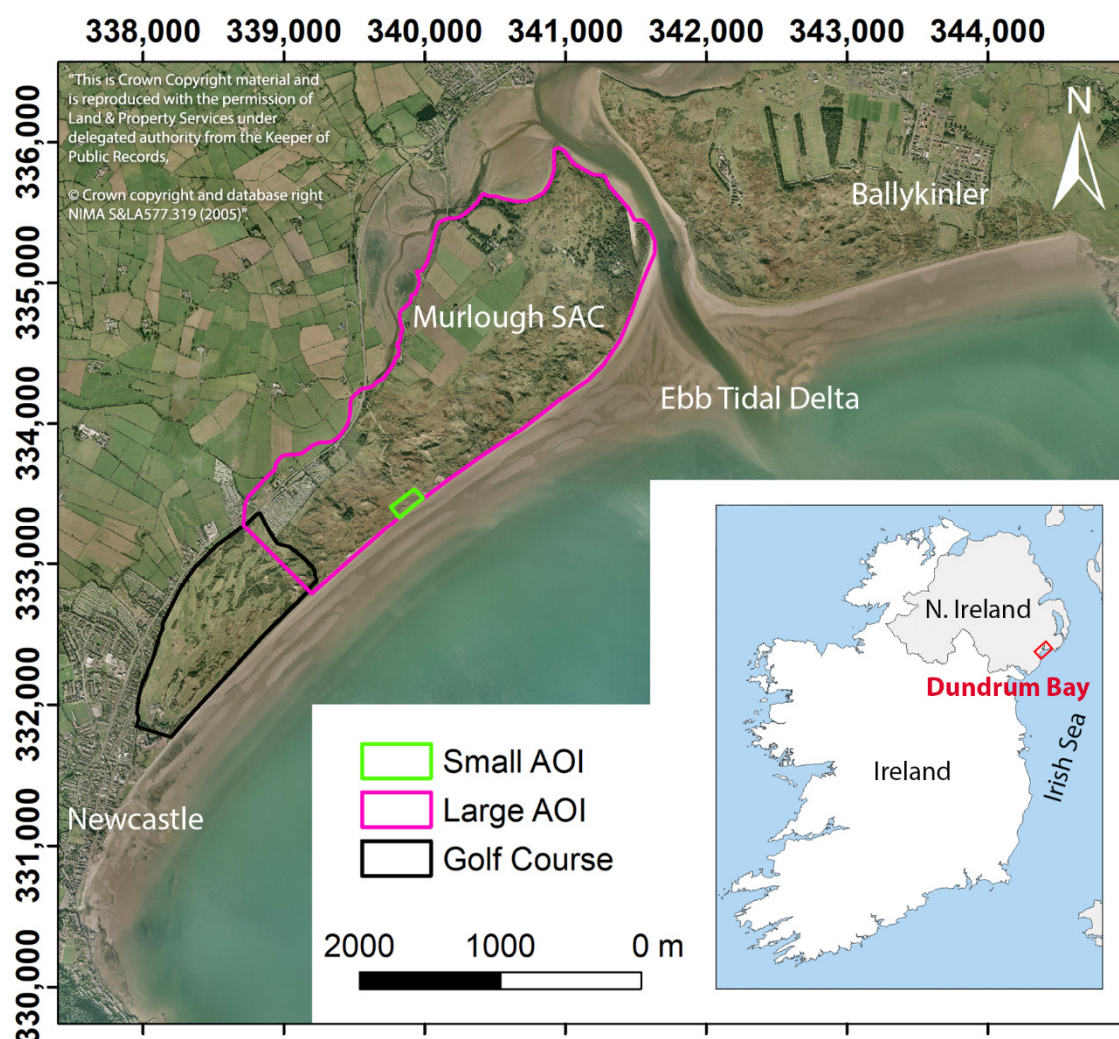 338,000 339,000 340,000 341,000 342,000 343,000 344,000
"This is Crown Copyright material and
is reproduced with the permission of
Land & Property Services under
delegated authority from the Keeper of
Public Records,
© Crown copyright and database right
NIMA S&LA577.319 (2005)".
N
336,000
Ballykinler
335,000
Murlough SAC
Ebb Tidal Delta
334,000
333,000
N. Ireland
Dundrum Bay
332,000
Small AOI
Irish Sea
Ireland
Large AOI
Newcastle
331,000
Golf Course
2000 1000 0 m
330,000